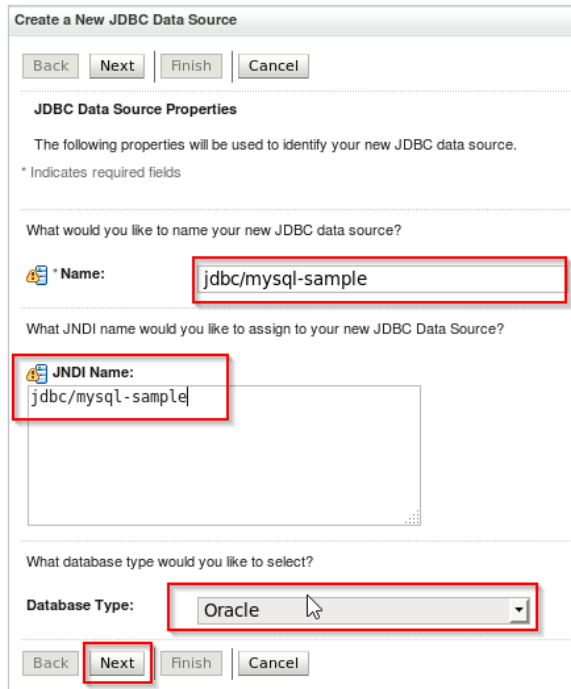 Create a New JDBC Data Source
Back Next Finish Cancel
JDBC Data Source Properties
The following properties will be used to identify your new JDBC data source.
* Indicates required fields
What would you like to name your new JDBC data source?
* Name: jdbc/mysql-sample
What JNDI name would you like to assign to your new JDBC Data Source?
JNDI Name:
jdbc/mysql-sample
What database type would you like to select?
Database Type: Oracle
Back Next Finish Cancel